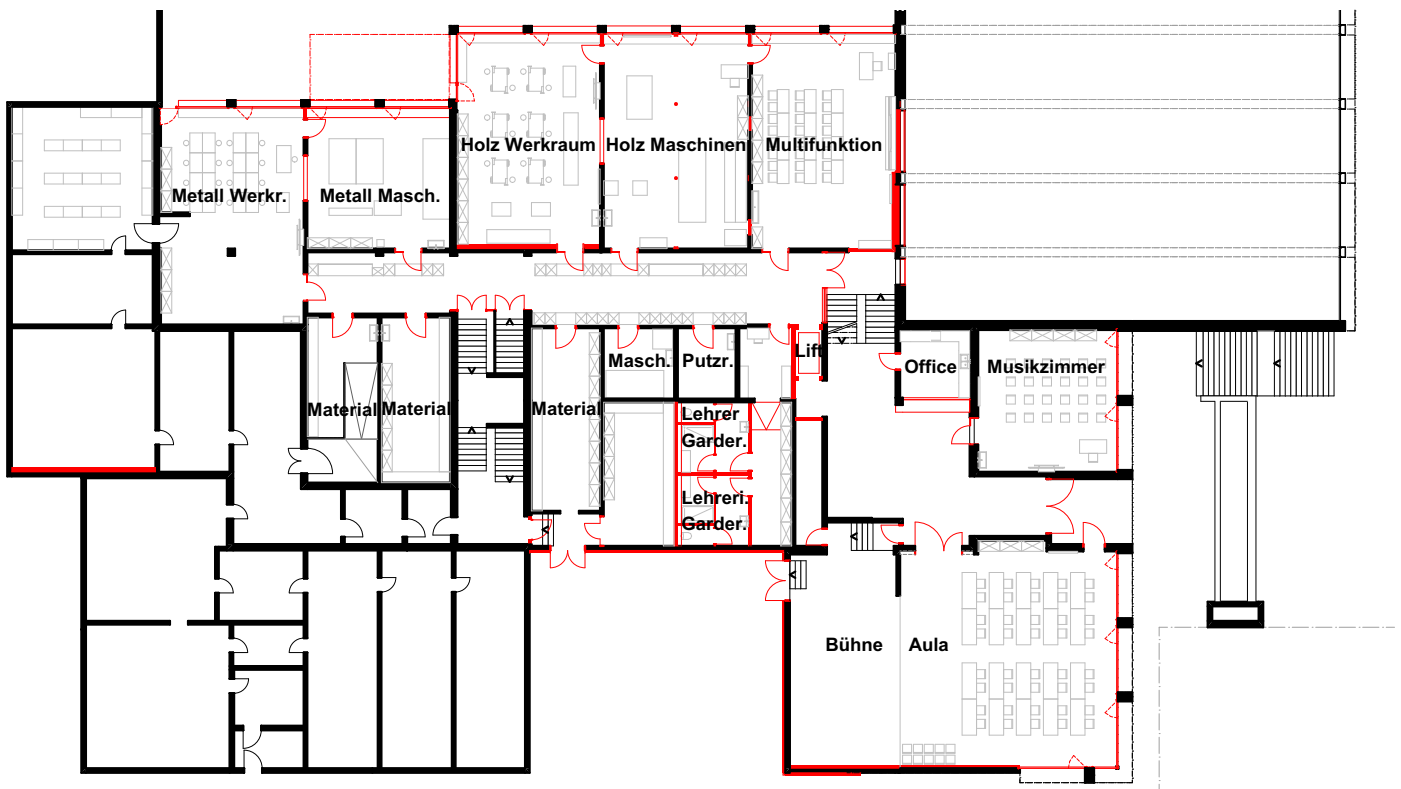 Holz Werkraum
Holz Maschinen
Multifunktion
Metall Werkr.
Metall Masch.
Masch.
Putzr.
Lift
Office
Musikzimmer
Material
Material
Material
Lehrer
Garder.
Lehreri.
Garder.
Bühne
Aula